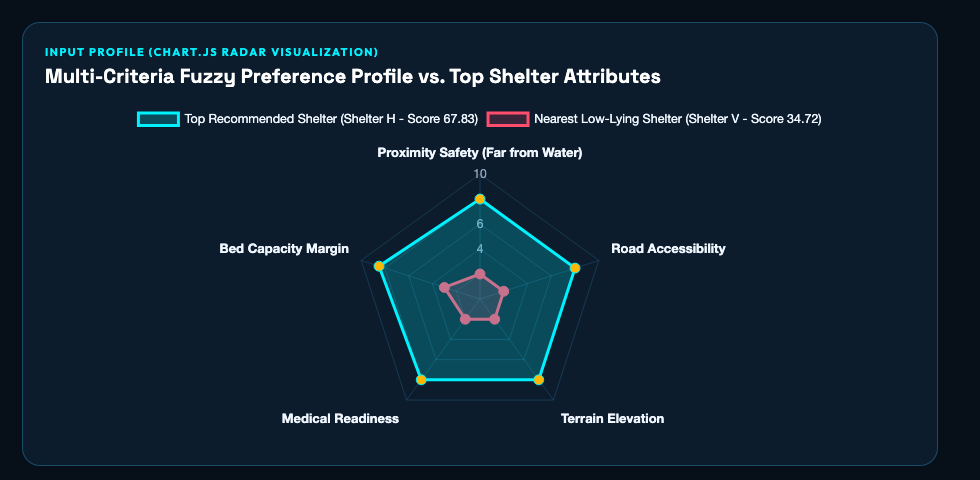 INPUT PROFILE (CHART.JS RADAR VISUALIZATION)
Multi-Criteria Fuzzy Preference Profile vs. Top Shelter Attributes
Top Recommended Shelter (Shelter H - Score 67.83) Nearest Low-Lying Shelter (Shelter V - Score 34.72)
Proximity Safety (Far from Water)
10
6
Bed Capacity Margin 4 Road Accessibility
Medical Readiness Terrain Elevation